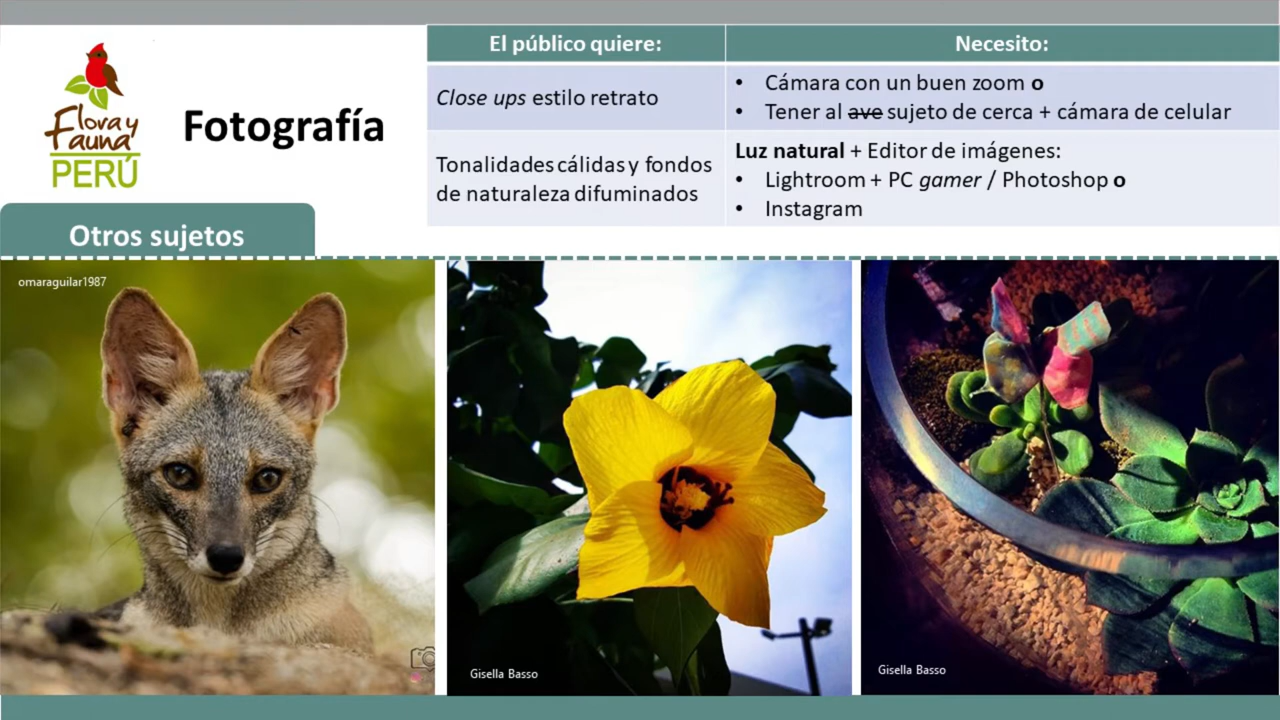 Flora y
Fauna
PERÚ
Fotografía
El público quiere:
Necesito:
Close ups estilo retrato
• Cámara con un buen zoom o
• Tener al ave sujeto de cerca + cámara de celular
Tonalidades cálidas y fondos
de naturaleza difuminados
Luz natural + Editor de imágenes:
• Lightroom + PC gamer / Photoshop o
• Instagram
Otros sujetos
omaraguilar1987
Gisella Basso
Gisella Basso